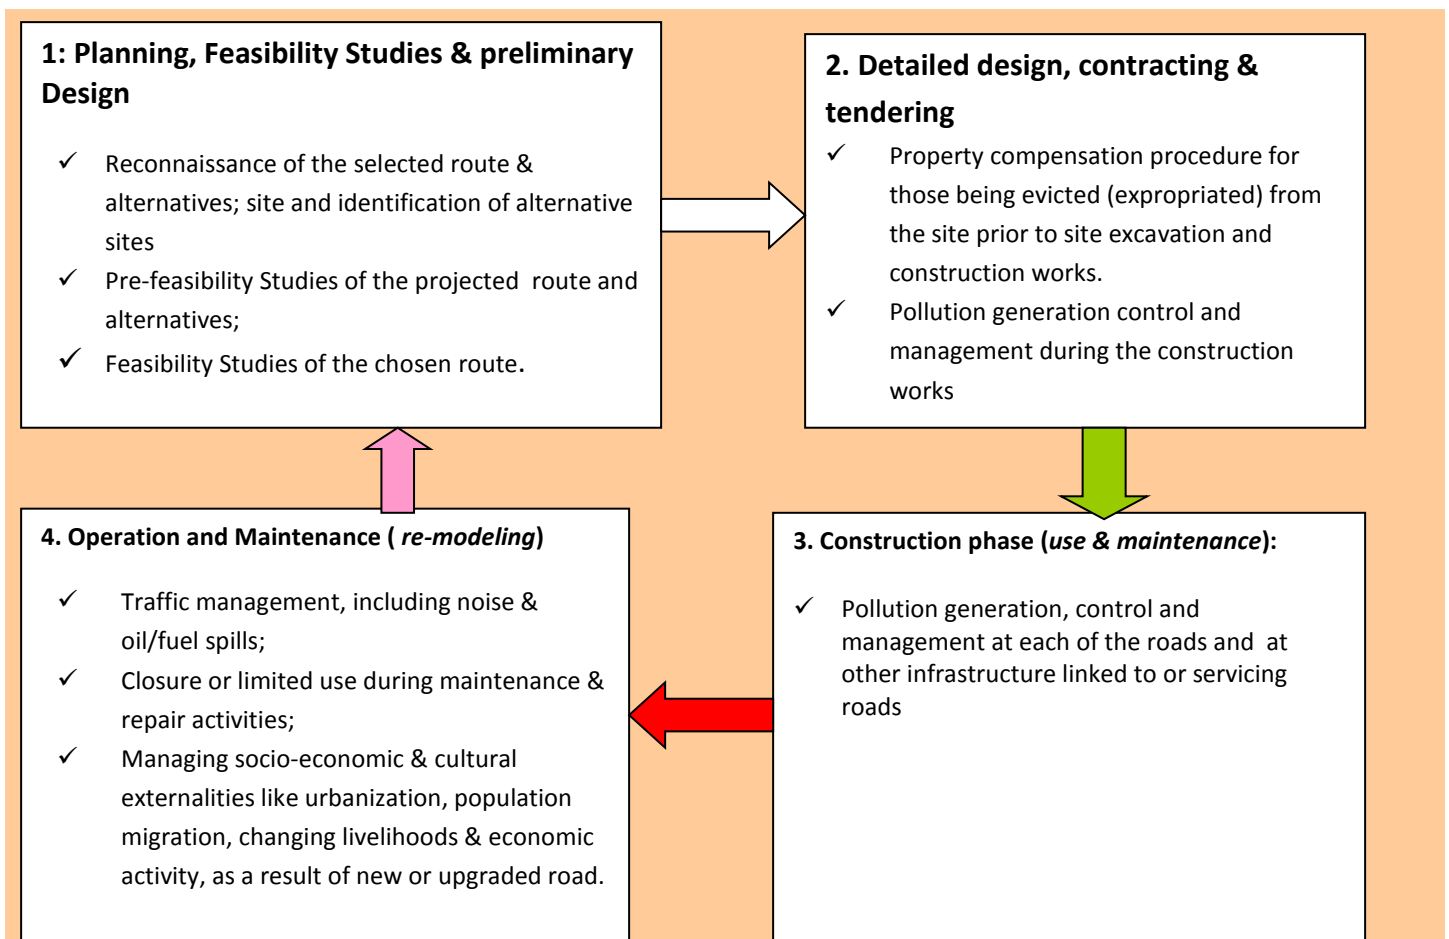 1: Planning, Feasibility Studies & preliminary
Design
✓ Reconnaissance of the selected route &
alternatives; site and identification of alternative
sites
✓ Pre-feasibility Studies of the projected route and
alternatives;
✓ Feasibility Studies of the chosen route.
2. Detailed design, contracting &
tendering
✓ Property compensation procedure for
those being evicted (expropriated) from
the site prior to site excavation and
construction works.
✓ Pollution generation control and
management during the construction
works
3. Construction phase (use & maintenance):
✓ Pollution generation, control and
management at each of the roads and at
other infrastructure linked to or servicing
roads
4. Operation and Maintenance ( re-modeling)
✓ Traffic management, including noise &
oil/fuel spills;
✓ Closure or limited use during maintenance &
repair activities;
✓ Managing socio-economic & cultural
externalities like urbanization, population
migration, changing livelihoods & economic
activity, as a result of new or upgraded road.